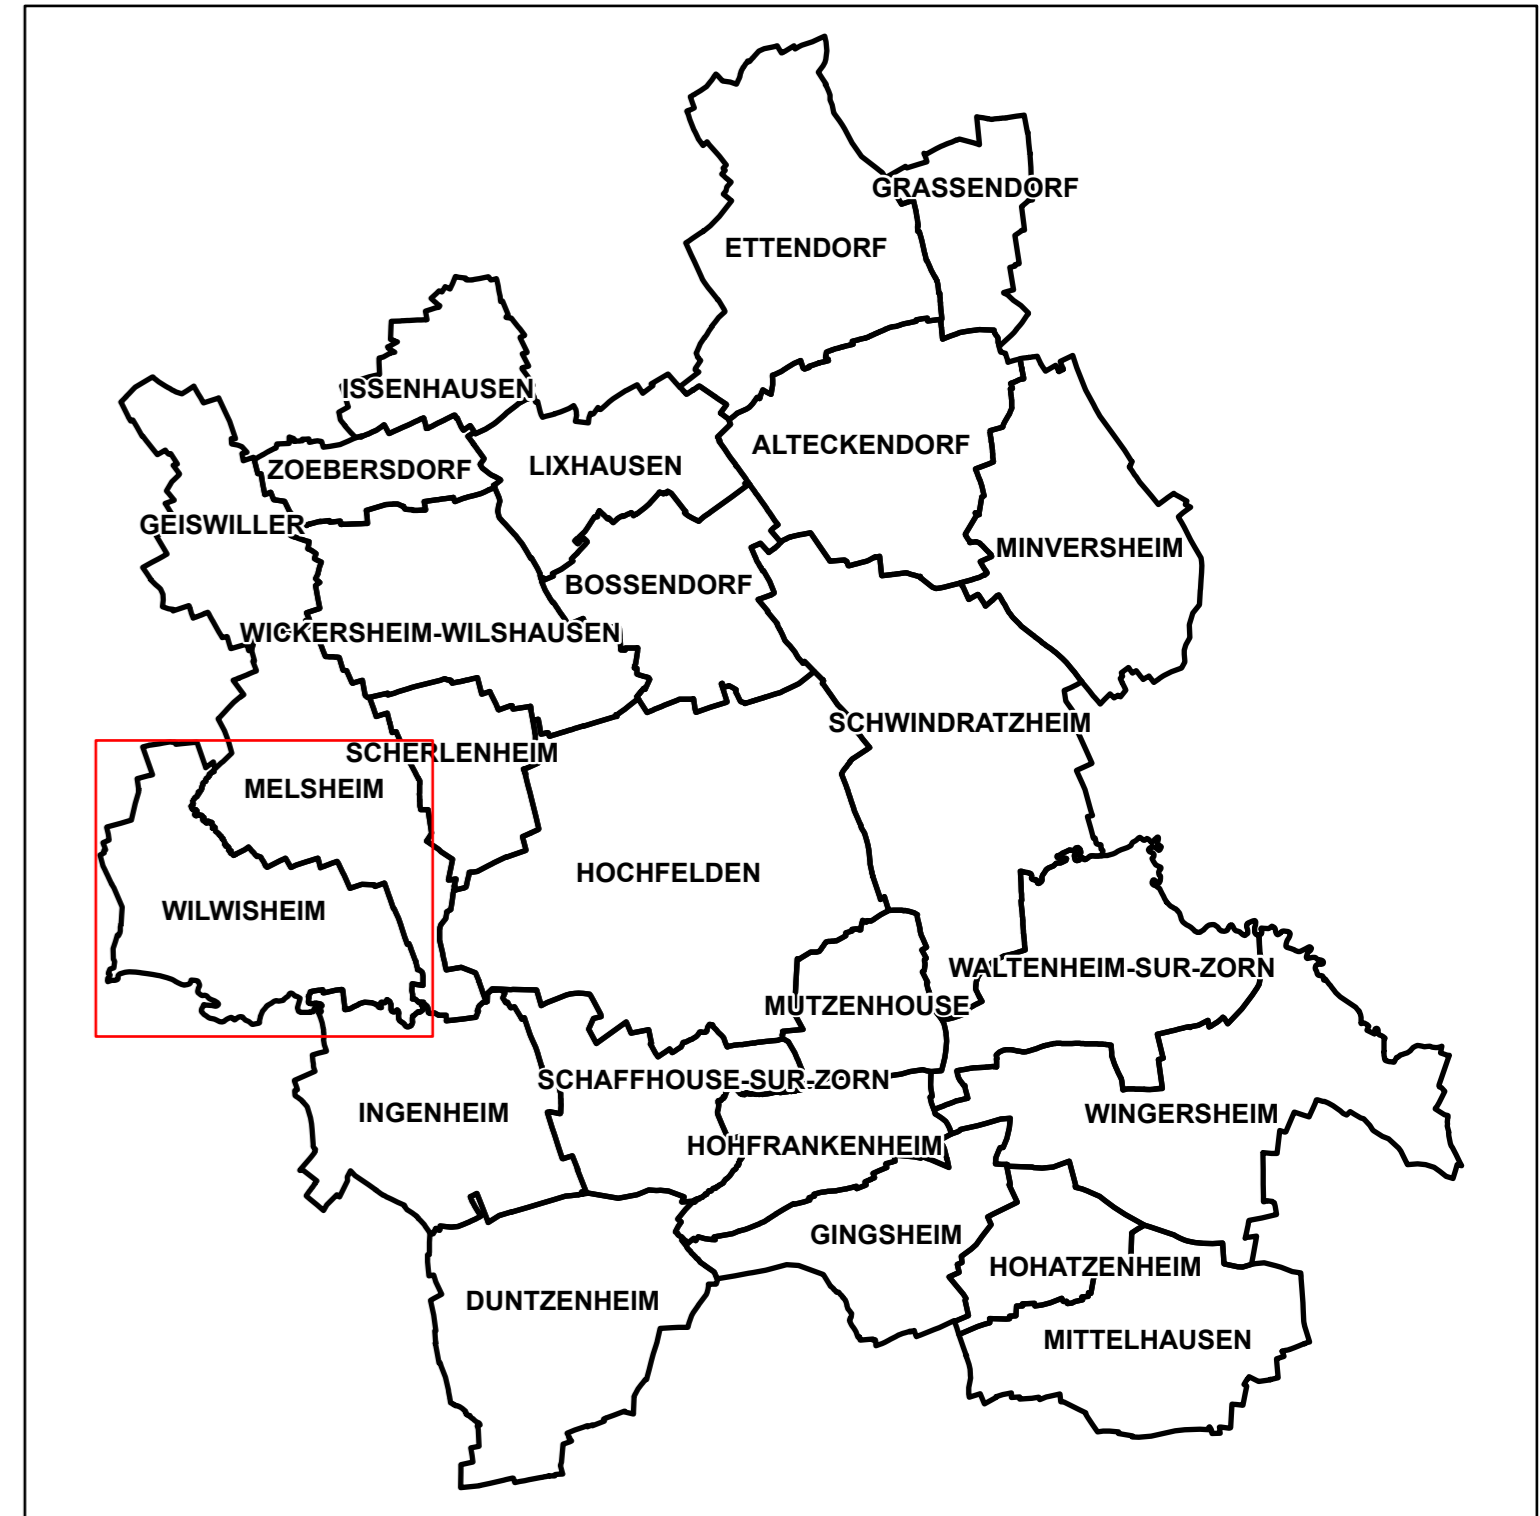 GRASSENDORF
ETTENDORF
ISSENHAUSEN
ALTECKENDORF
LIXHAUSEN
ZOEBERSDORF
GEISWILLER
MINVERSHEIM
BOSSENDORF
WICKERSHEIM-WILSHAUSEN
SCHWINDRATZHEIM
SCHERLENHEIM
MELSHEIM
HOCHFELDEN
WILWISHEIM
WALTENHEIM-SUR-ZORN
MUTZENHOUSE
SCHAFFHOUSE-SUR-ZORN
INGENHEIM
WINGERSHEIM
HOHFRANKENHEIM
GINGSHEIM
HOHATZENHEIM
DUNTZENHEIM
MITTELHAUSEN